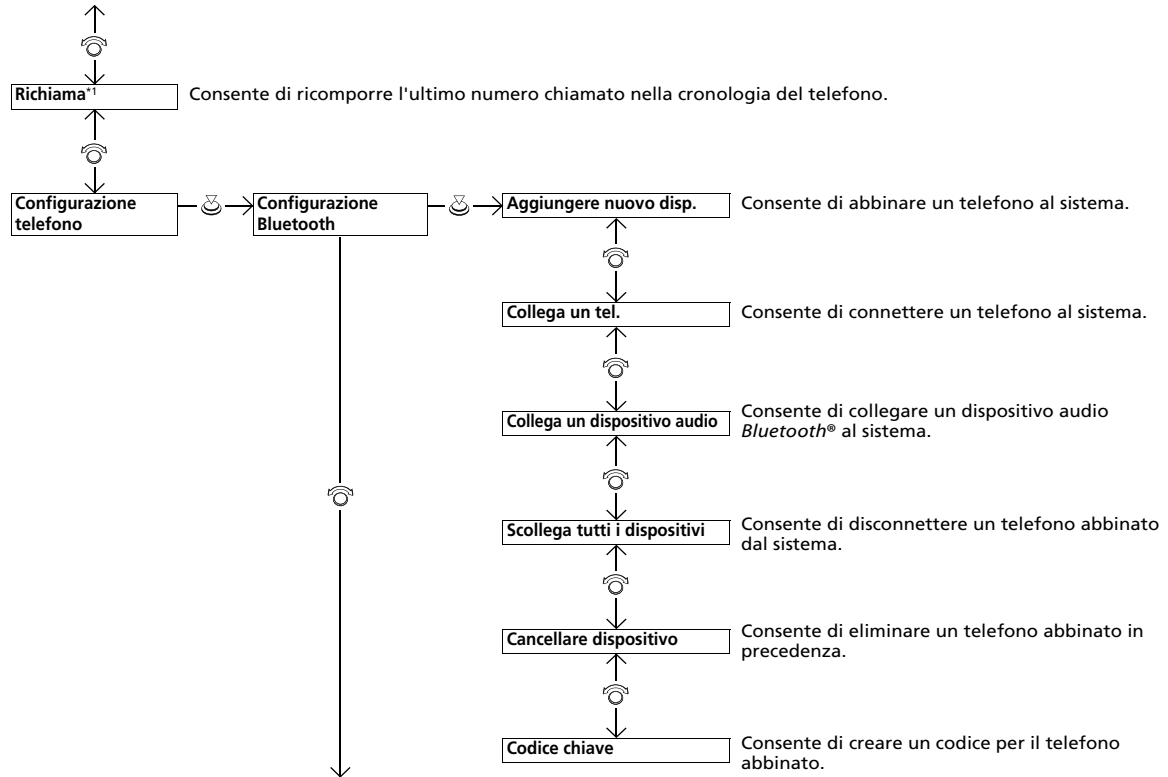 Richiama*1
Consente di ricomporre l'ultimo numero chiamato nella cronologia del telefono.
Configurazione
telefono
Configurazione
Bluetooth
Aggiungere nuovo disp.
Consente di abbinare un telefono al sistema.
Collega un tel.
Consente di connettere un telefono al sistema.
Collega un dispositivo audio
Consente di collegare un dispositivo audio
Bluetooth® al sistema.
Scollega tutti i dispositivi
Consente di disconnettere un telefono abbinato
dal sistema.
Cancellare dispositivo
Consente di eliminare un telefono abbinato in
precedenza.
Codice chiave
Consente di creare un codice per il telefono
abbinato.